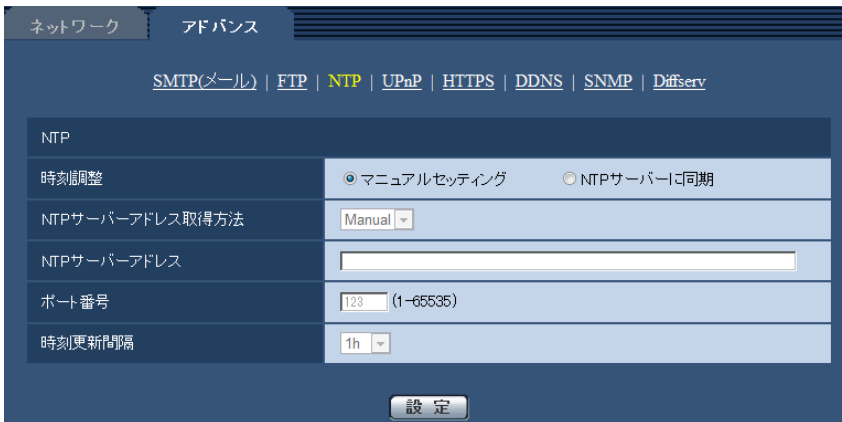 ネットワーク アドバンス
SMTP(メール) | FTP | NTP | UPnP | HTTPS | DDNS | SNMP | Diffserv
NTP
時刻調整 マニュアルセッティング NTPサーバーに同期
NTPサーバーアドレス取得方法 Manual
NTPサーバーアドレス
ポート番号 123 (1-65535)
時刻更新間隔 1h
設定